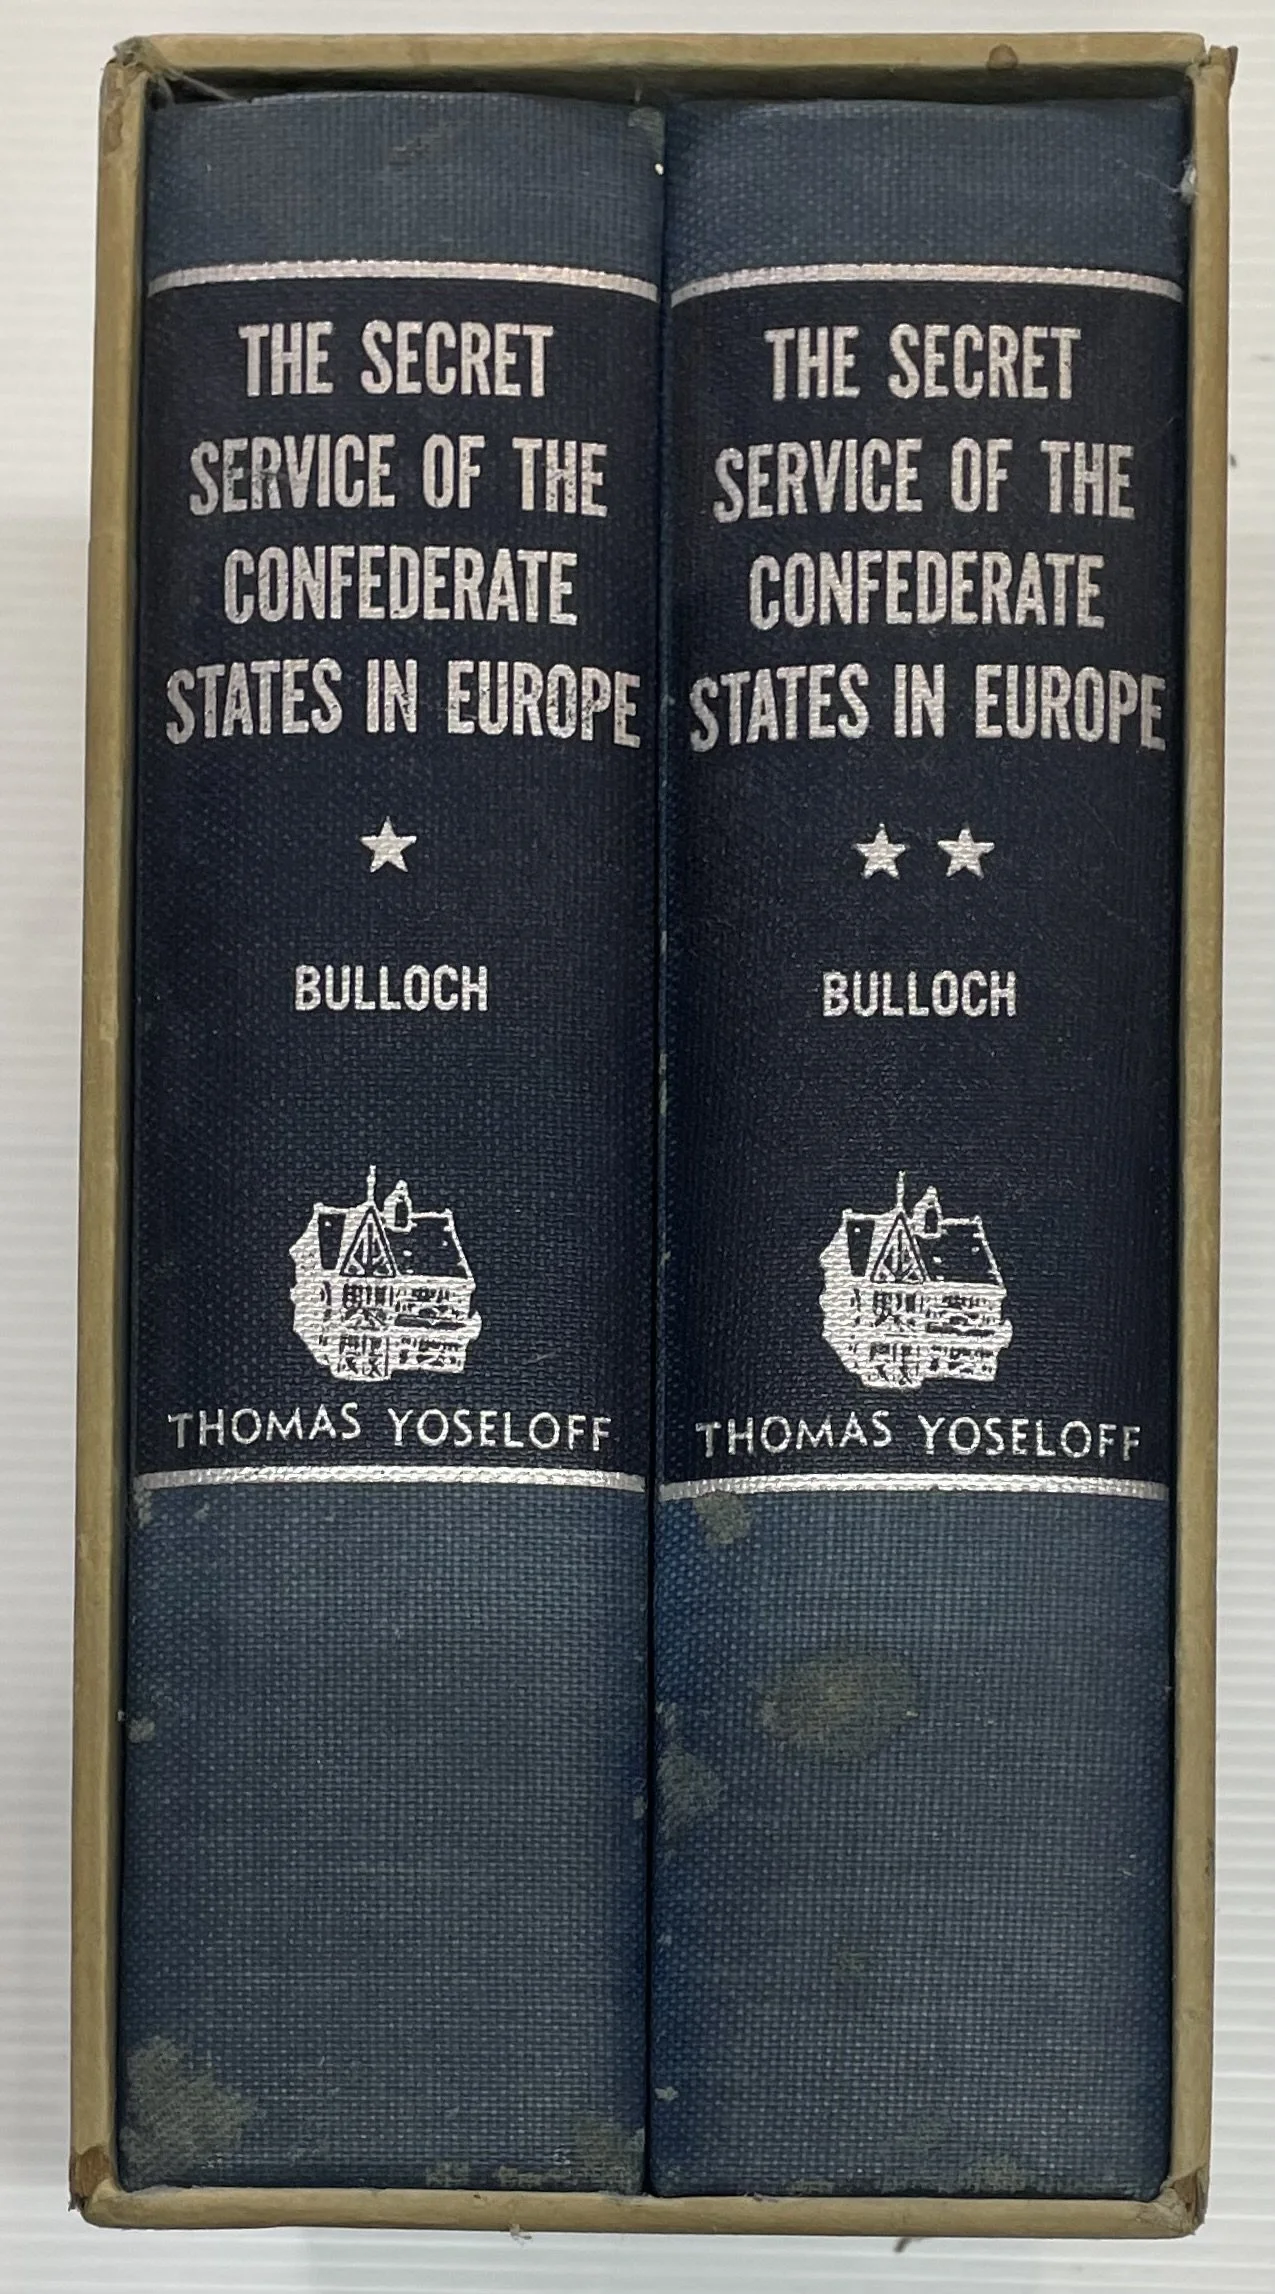 THE SECRET
SERVICE OF THE
CONFEDERATE
STATES IN EUROPE
BULLOCH
THOMAS YOSELOFF
THE SECRET
SERVICE OF THE
CONFEDERATE
STATES IN EUROPE
BULLOCH
THOMAS YOSELOFF